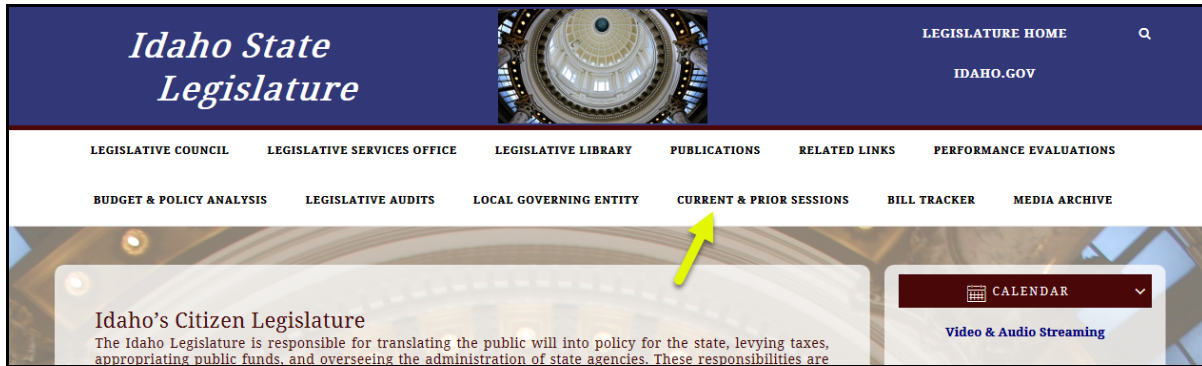 Idaho State
Legislature
LEGISLATURE HOME
IDAHO.GOV
LEGISLATIVE COUNCIL LEGISLATIVE SERVICES OFFICE LEGISLATIVE LIBRARY PUBLICATIONS RELATED LINKS PERFORMANCE EVALUATIONS
BUDGET & POLICY ANALYSIS LEGISLATIVE AUDITS LOCAL GOVERNING ENTITY CURRENT & PRIOR SESSIONS BILL TRACKER MEDIA ARCHIVE
Idaho's Citizen Legislature
The Idaho Legislature is responsible for translating the public will into policy for the state, levying taxes,
appropriating public funds, and overseeing the administration of state agencies. These responsibilities are
CALENDAR
Video & Audio Streaming